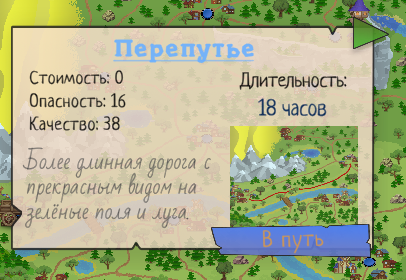 Перепутье
Стоимость: 0
Опасность: 16
Качество: 38
Длительность:
18 часов
Более длинная дорога с
прекрасным видом на
зелёные поля и луга.
В путь